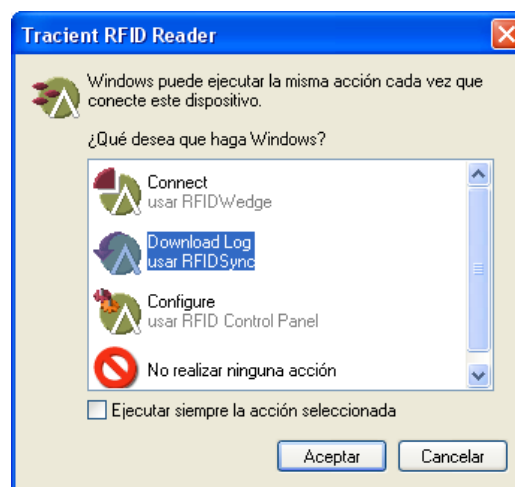 Tracient RFID Reader
Windows puede ejecutar la misma acción cada vez que
conecte este dispositivo.
¿Qué desea que haga Windows?
Connect
usar RFIDWedge
Download Log
usar RFIDSync
Configure
usar RFID Control Panel
No realizar ninguna acción
Ejecutar siempre la acción seleccionada
Aceptar
Cancelar